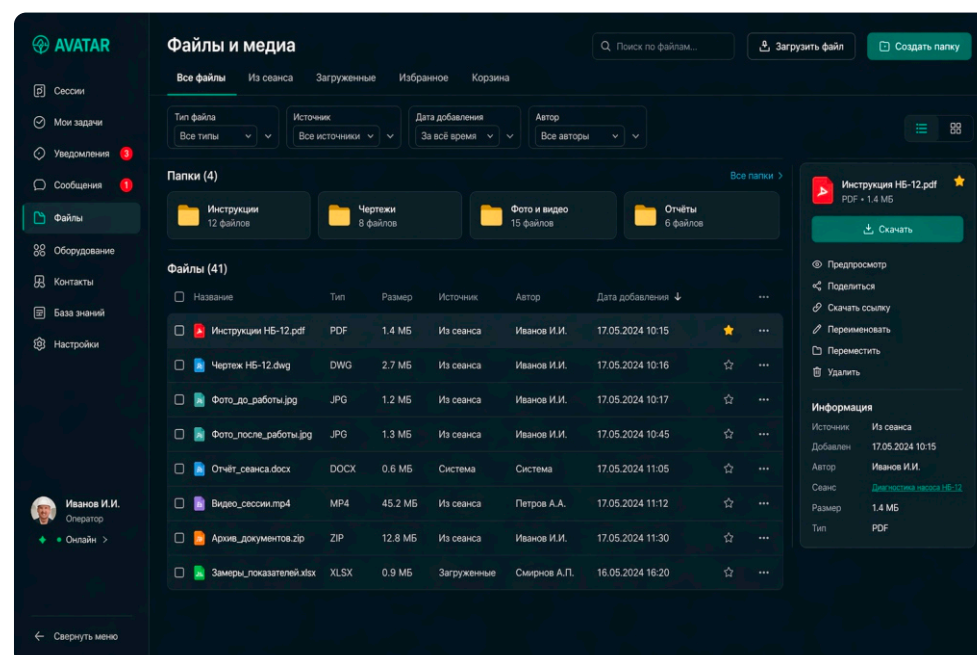 AVATAR
Сессии
Мои задачи
Уведомления 3
Сообщения 1
Файлы
Оборудование
Контакты
База знаний
Настройки
Иванов И.И.
Оператор
Онлайн >
Свернуть меню
Файлы и медиа
Поиск по файлам...
Загрузить файл
Создать папку
Все файлы Из сеанса Загруженные Избранное Корзина
Тип файла Источник Дата добавления Автор
Все типы Все источники За всё время Все авторы
Папки (4) Все папки >
Инструкции Чертежи Фото и видео Отчёты
12 файлов 8 файлов 15 файлов 6 файлов
Файлы (41)
Название Тип Размер Источник Автор Дата добавления ↓ ...
Инструкции НБ-12.pdf PDF 1.4 МБ Из сеанса Иванов И.И. 17.05.2024 10:15 ...
Чертеж НБ-12.dwg DWG 2.7 МБ Из сеанса Иванов И.И. 17.05.2024 10:16 ...
Фото_до_работы.jpg JPG 1.2 МБ Из сеанса Иванов И.И. 17.05.2024 10:17 ...
Фото_после_работы.jpg JPG 1.3 МБ Из сеанса Иванов И.И. 17.05.2024 10:45 ...
Отчёт_сеанса.docx DOCX 0.6 МБ Система Система 17.05.2024 11:05 ...
Видео_сессии.mp4 MP4 45.2 МБ Из сеанса Петров А.А. 17.05.2024 11:12 ...
Архив_документов.zip ZIP 12.8 МБ Из сеанса Иванов И.И. 17.05.2024 11:30 ...
Замеры_показателей.xlsx XLSX 0.9 МБ Загруженные Смирнов А.П. 16.05.2024 16:20 ...
Инструкция НБ-12.pdf
PDF • 1.4 МБ
Скачать
Предпросмотр
Поделиться
Скачать ссылку
Переименовать
Переместить
Удалить
Информация
Источник Из сеанса
Добавлен 17.05.2024 10:15
Автор Иванов И.И.
Сеанс Диагностика насоса НБ-12
Размер 1.4 МБ
Тип PDF